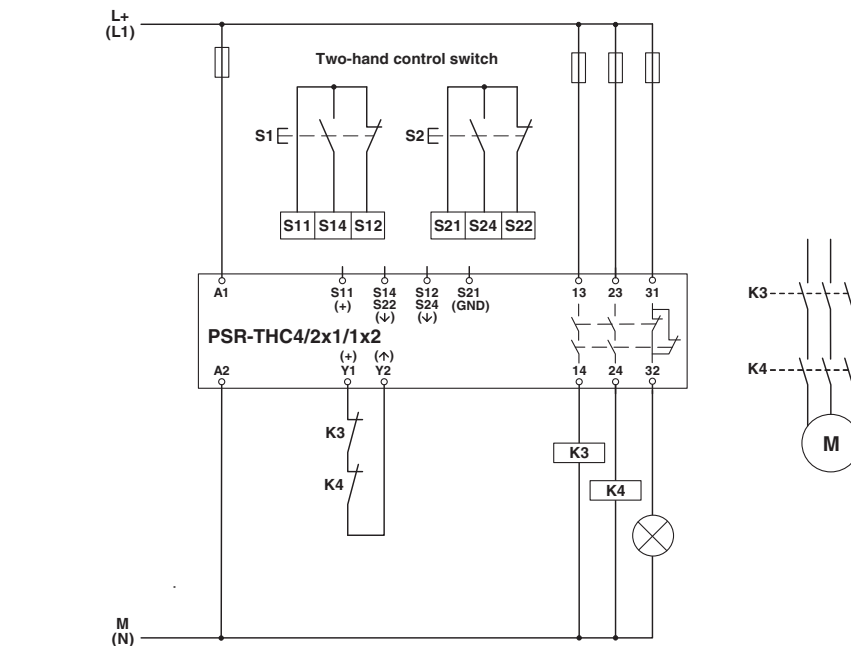 L+
(L1)
Two-hand control switch
S1
S2
S11 S14 S12
S21 S24 S22
A1
S11
(+)
S14
S22
(↓)
S12
S24
(↓)
S21
(GND)
13 23 31
PSR-THC4/2x1/1x2
(+) (↑)
A2
Y1 Y2
14 24 32
K3
K4
K3
K4
K3
K4
M
M
(N)